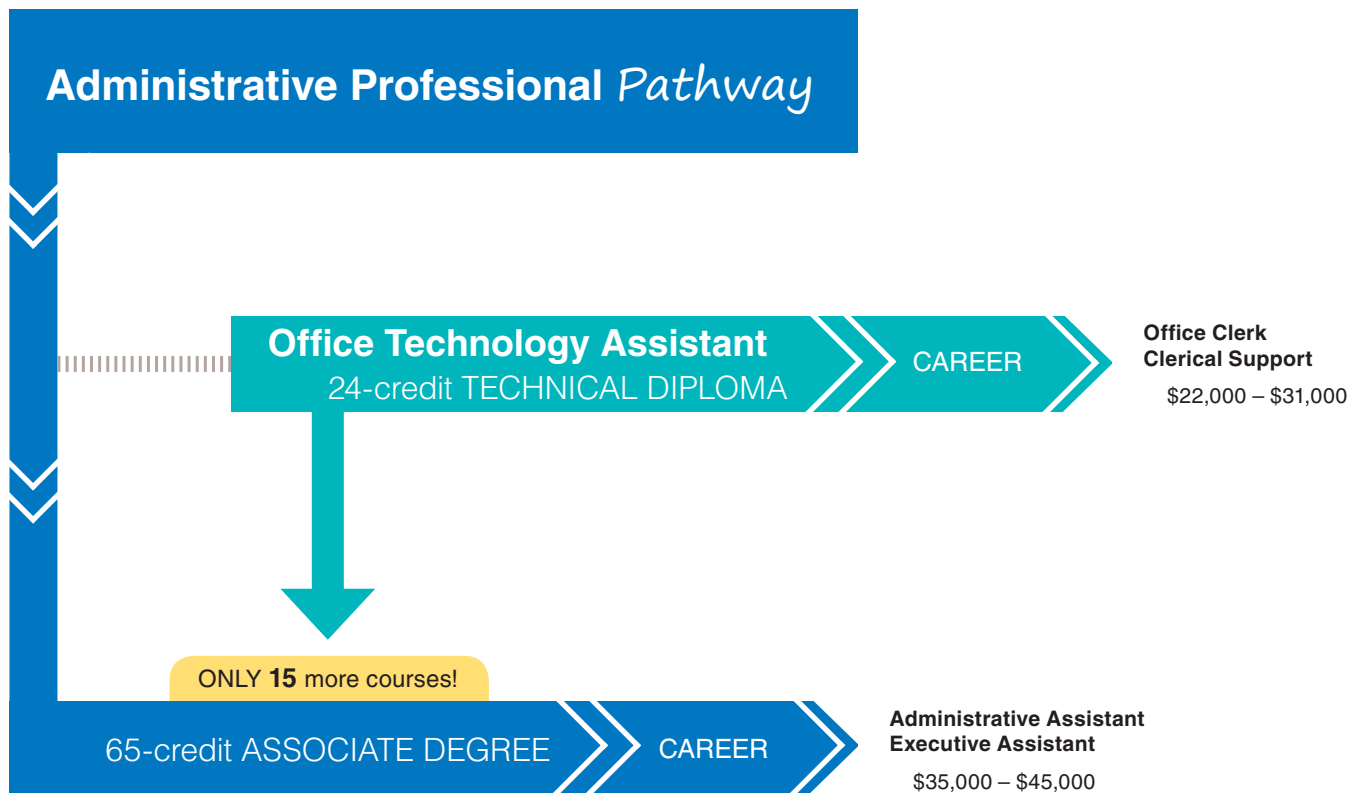 Administrative Professional Pathway
Office Technology Assistant
24-credit TECHNICAL DIPLOMA
CAREER
Office Clerk
Clerical Support
$22,000 – $31,000
ONLY 15 more courses!
65-credit ASSOCIATE DEGREE
CAREER
Administrative Assistant
Executive Assistant
$35,000 – $45,000